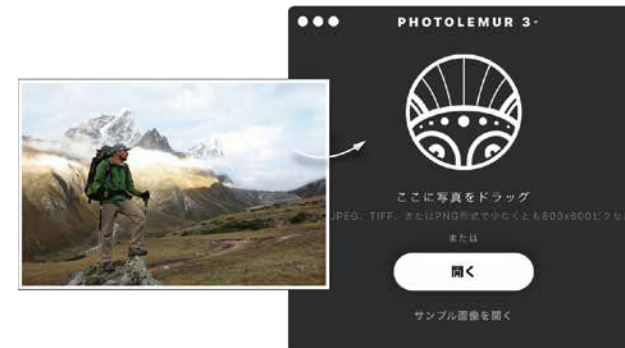 PHOTOLEMUR 3
ここに写真をドラッグ
JPEG、TIFF、またはPNG形式で少なくとも800x800ピクセ
または
開く
サンプル画像を開く